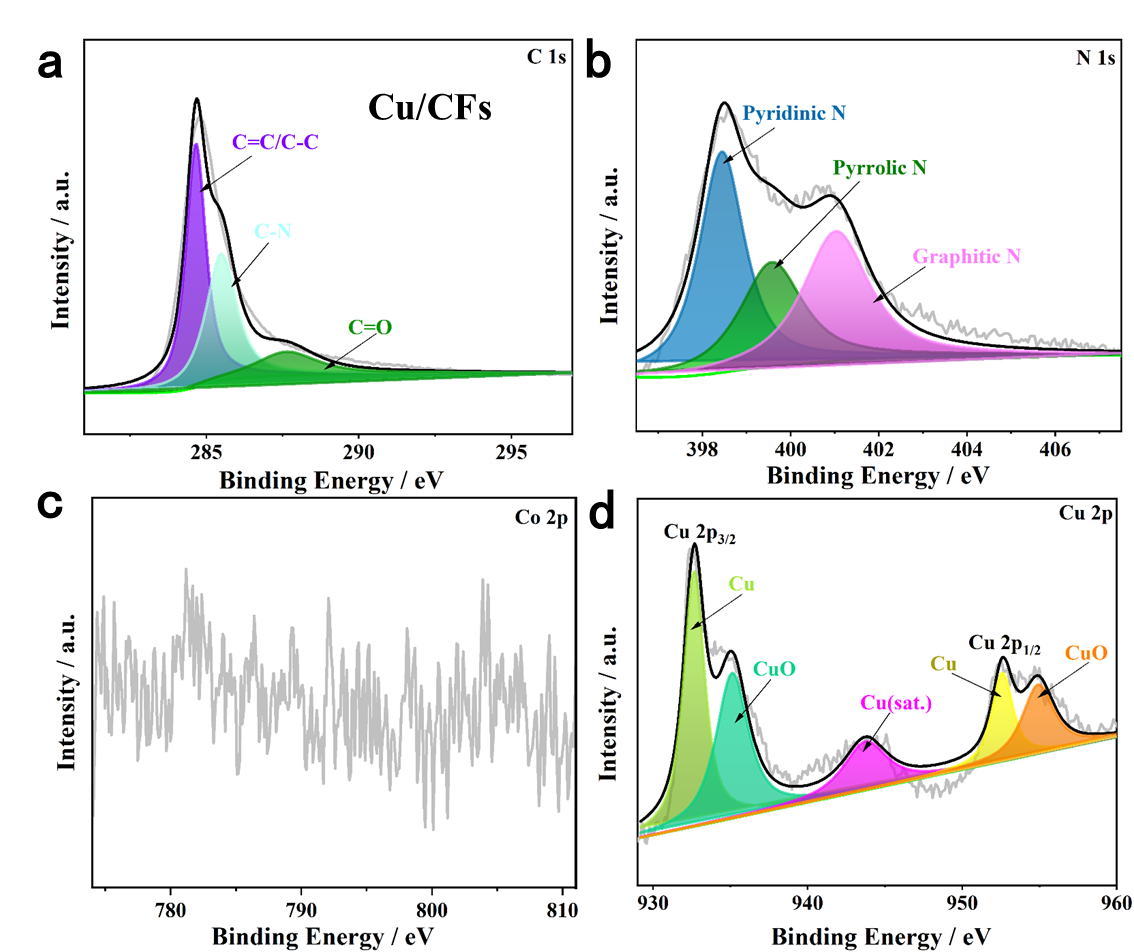 a
C 1s
Cu/CFs
C=C/C-C
C-N
C=O
Intensity / a.u.
285 290 295
Binding Energy / eV
b
N 1s
Pyridinic N
Pyrrolic N
Graphitic N
Intensity / a.u.
398 400 402 404 406
Binding Energy / eV
c
Co 2p
Intensity / a.u.
780 790 800 810
Binding Energy / eV
d
Cu 2p
Cu 2p3/2
Cu
CuO
Cu(sat.)
Cu 2p1/2
Cu
CuO
Intensity / a.u.
930 940 950 960
Binding Energy / eV